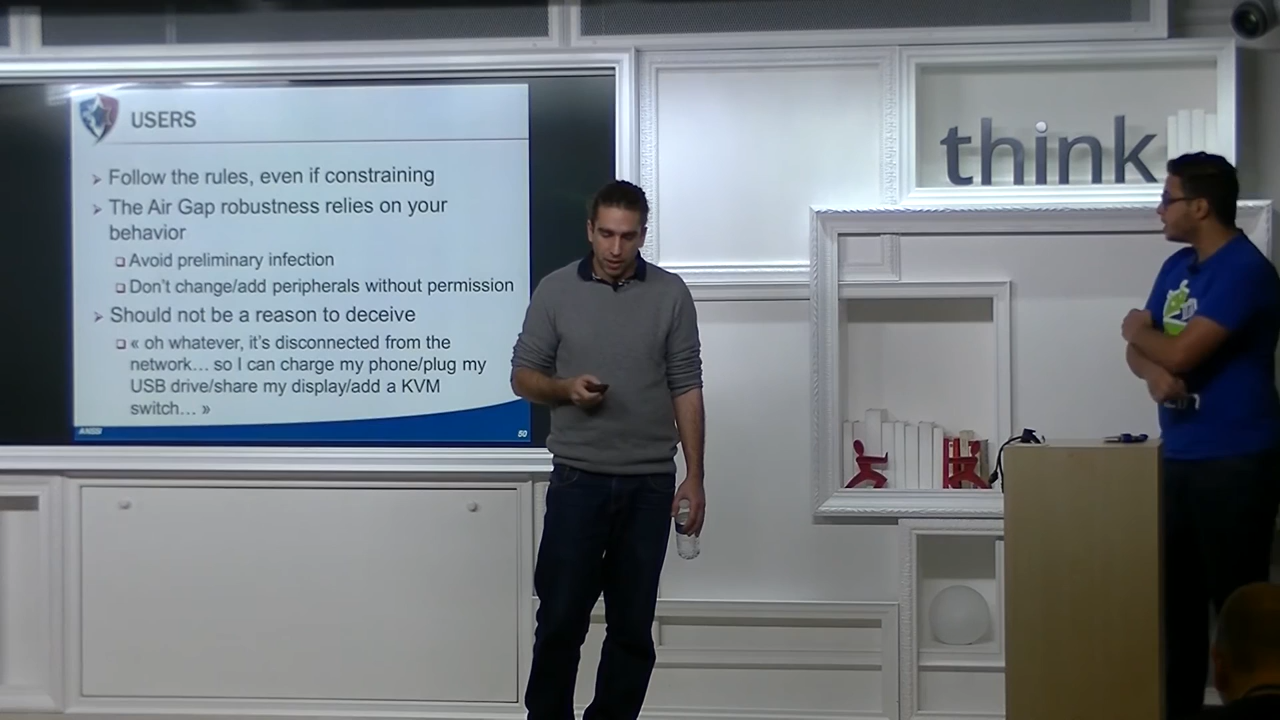 USERS
➢ Follow the rules, even if constraining
➢ The Air Gap robustness relies on your
behavior
❑ Avoid preliminary infection
❑ Don't change/add peripherals without permission
➢ Should not be a reason to deceive
❑ « oh whatever, it's disconnected from the
network… so I can charge my phone/plug my
USB drive/share my display/add a KVM
switch… »
ANSSI
50
think